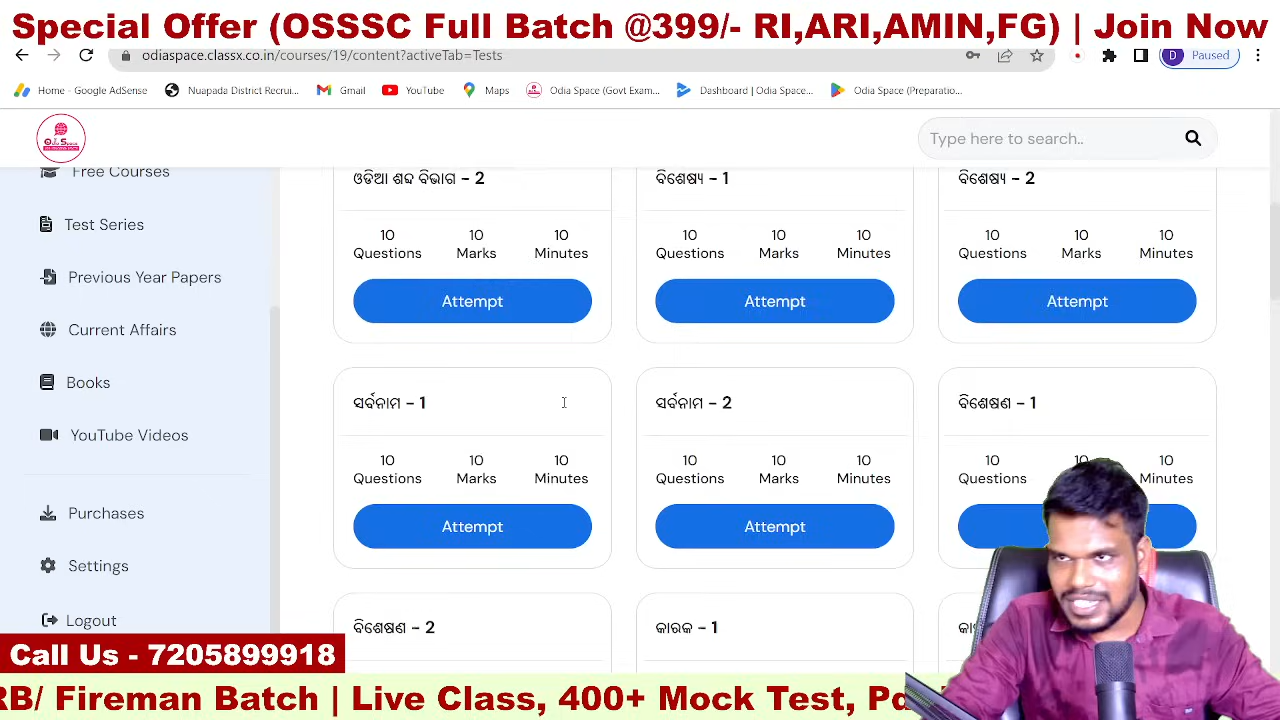 Special Offer (OSSSC Full Batch @399/- RI,ARI,AMIN,FG) | Join Now
odiaspace.classx.co.in/courses/19/content?activeTab=Tests
D Paused
Home - Google AdSense Nuapada District Recrui... Gmail YouTube Maps Odia Space (Govt Exam... Dashboard | Odia Space... Odia Space (Preparatio...
Type here to search..
Free Courses
Test Series
Previous Year Papers
Current Affairs
Books
YouTube Videos
Purchases
Settings
Logout
ଓଡିଆ ଶବ୍ଦ ବିଭାଗ - 2 ବିଶେଷ୍ୟ - 1 ବିଶେଷ୍ୟ - 2
10 10 10 10 10 10 10 10 10
Questions Marks Minutes Questions Marks Minutes Questions Marks Minutes
Attempt Attempt Attempt
ସର୍ବନାମ - 1 ସର୍ବନାମ - 2 ବିଶେଷଣ - 1
10 10 10 10 10 10 10 10 10
Questions Marks Minutes Questions Marks Minutes Questions Minutes
Attempt Attempt
ବିଶେଷଣ - 2 କାରକ - 1
Call Us - 7205899918
RB/ Fireman Batch | Live Class, 400+ Mock Test,